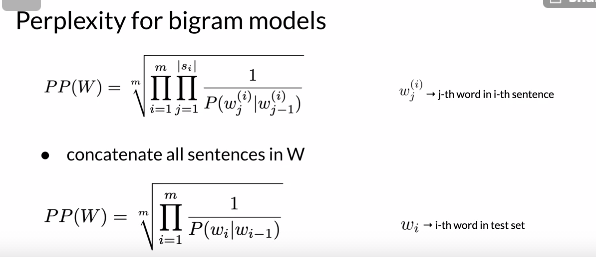 Perplexity for bigram models
PP(W) = \sqrt[m]{\prod_{i=1}^{m} \prod_{j=1}^{|s_i|} \frac{1}{P(w_j^{(i)}|w_{j-1}^{(i)})}}
w_j^{(i)} → j-th word in i-th sentence
• concatenate all sentences in W
PP(W) = \sqrt[m]{\prod_{i=1}^{m} \frac{1}{P(w_i|w_{i-1})}}
w_i → i-th word in test set